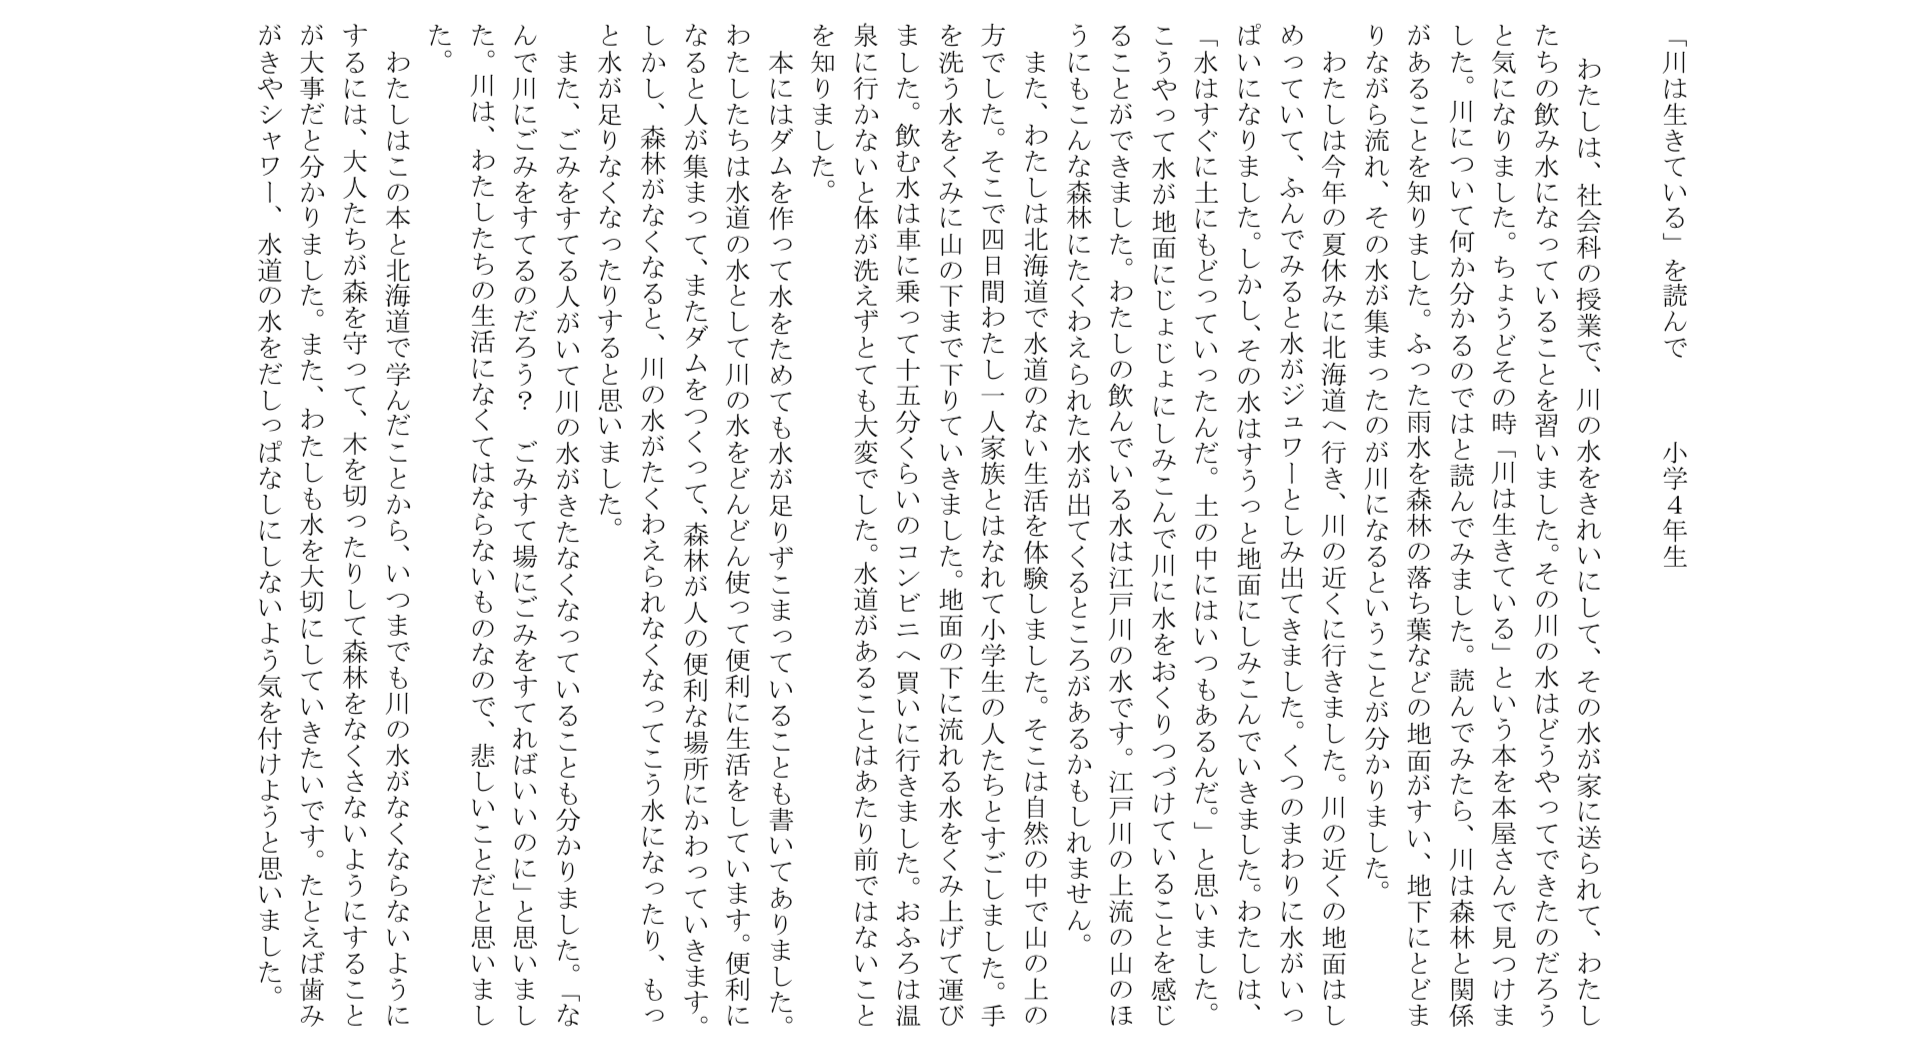 「川は生きている」を読んで　　　小学４年生
　わたしは、社会科の授業で、川の水をきれいにして、その水が家に送られて、わたし
たちの飲み水になっていることを習いました。その川の水はどうやってできたのだろう
と気になりました。ちょうどその時「川は生きている」という本を本屋さんで見つけま
した。川について何か分かるのではと読んでみました。読んでみたら、川は森林と関係
があることを知りました。ふった雨水を森林の落ち葉などの地面がすい、地下にとどま
りながら流れ、その水が集まったのが川になるということが分かりました。
　わたしは今年の夏休みに北海道へ行き、川の近くに行きました。川の近くの地面はし
めっていて、ふんでみると水がジュワーとしみ出てきました。くつのまわりに水がいっ
ぱいになりました。しかし、その水はすうっと地面にしみこんでいきました。わたしは、
「水はすぐに土にもどっていったんだ。土の中にはいつもあるんだ。」と思いました。
こうやって水が地面にじょじょにしみこんで川に水をおくりつづけていることを感じ
ることができました。わたしの飲んでいる水は江戸川の水です。江戸川の上流の山のほ
うにもこんな森林にたくわえられた水が出てくるところがあるかもしれません。
　また、わたしは北海道で水道のない生活を体験しました。そこは自然の中で山の上の
方でした。そこで四日間わたし一人家族とはなれて小学生の人たちとすごしました。手
を洗う水をくみに山の下まで下りていきました。地面の下に流れる水をくみ上げて運び
ました。飲む水は車に乗って十五分くらいのコンビニへ買いに行きました。おふろは温
泉に行かないと体が洗えずとても大変でした。水道があることはあたり前ではないこと
を知りました。
　本にはダムを作って水をためても水が足りずこまっていることも書いてありました。
わたしたちは水道の水として川の水をどんどん使って便利に生活をしています。便利に
なると人が集まって、またダムをつくって、森林が人の便利な場所にかわっていきます。
しかし、森林がなくなると、川の水がたくわえられなくなってこう水になったり、もっ
と水が足りなくなったりすると思いました。
　また、ごみをすてる人がいて川の水がきたなくなっていることも分かりました。「な
んで川にごみをすてるのだろう？　ごみすて場にごみをすてればいいのに」と思いまし
た。川は、わたしたちの生活になくてはならないものなので、悲しいことだと思いまし
た。
　わたしはこの本と北海道で学んだことから、いつまでも川の水がなくならないように
するには、大人たちが森を守って、木を切ったりして森林をなくさないようにすること
が大事だと分かりました。また、わたしも水を大切にしていきたいです。たとえば歯み
がきやシャワー、水道の水をだしっぱなしにしないよう気を付けようと思いました。